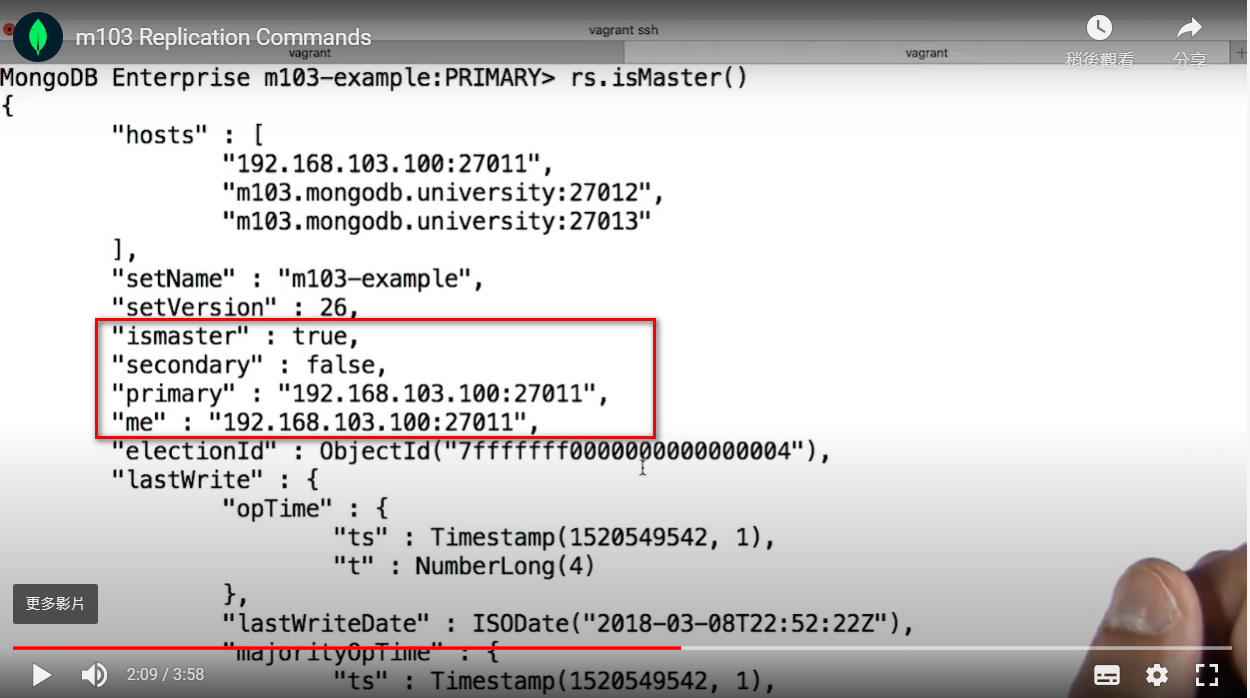 vagrant ssh
m103 Replication Commands
稍後觀看
分享
vagrant
vagrant
MongoDB Enterprise m103-example:PRIMARY> rs.isMaster()
{
"hosts" : [
"192.168.103.100:27011",
"m103.mongodb.university:27012",
"m103.mongodb.university:27013"
],
"setName" : "m103-example",
"setVersion" : 26,
"ismaster" : true,
"secondary" : false,
"primary" : "192.168.103.100:27011",
"me" : "192.168.103.100:27011",
"electionId" : ObjectId("7fffffff0000000000000004"),
"lastWrite" : {
"opTime" : {
"ts" : Timestamp(1520549542, 1),
"t" : NumberLong(4)
},
"lastWriteDate" : ISODate("2018-03-08T22:52:22Z"),
"majorityOpTime" : {
"ts" : Timestamp(1520549542, 1),
更多影片
2:09 / 3:58